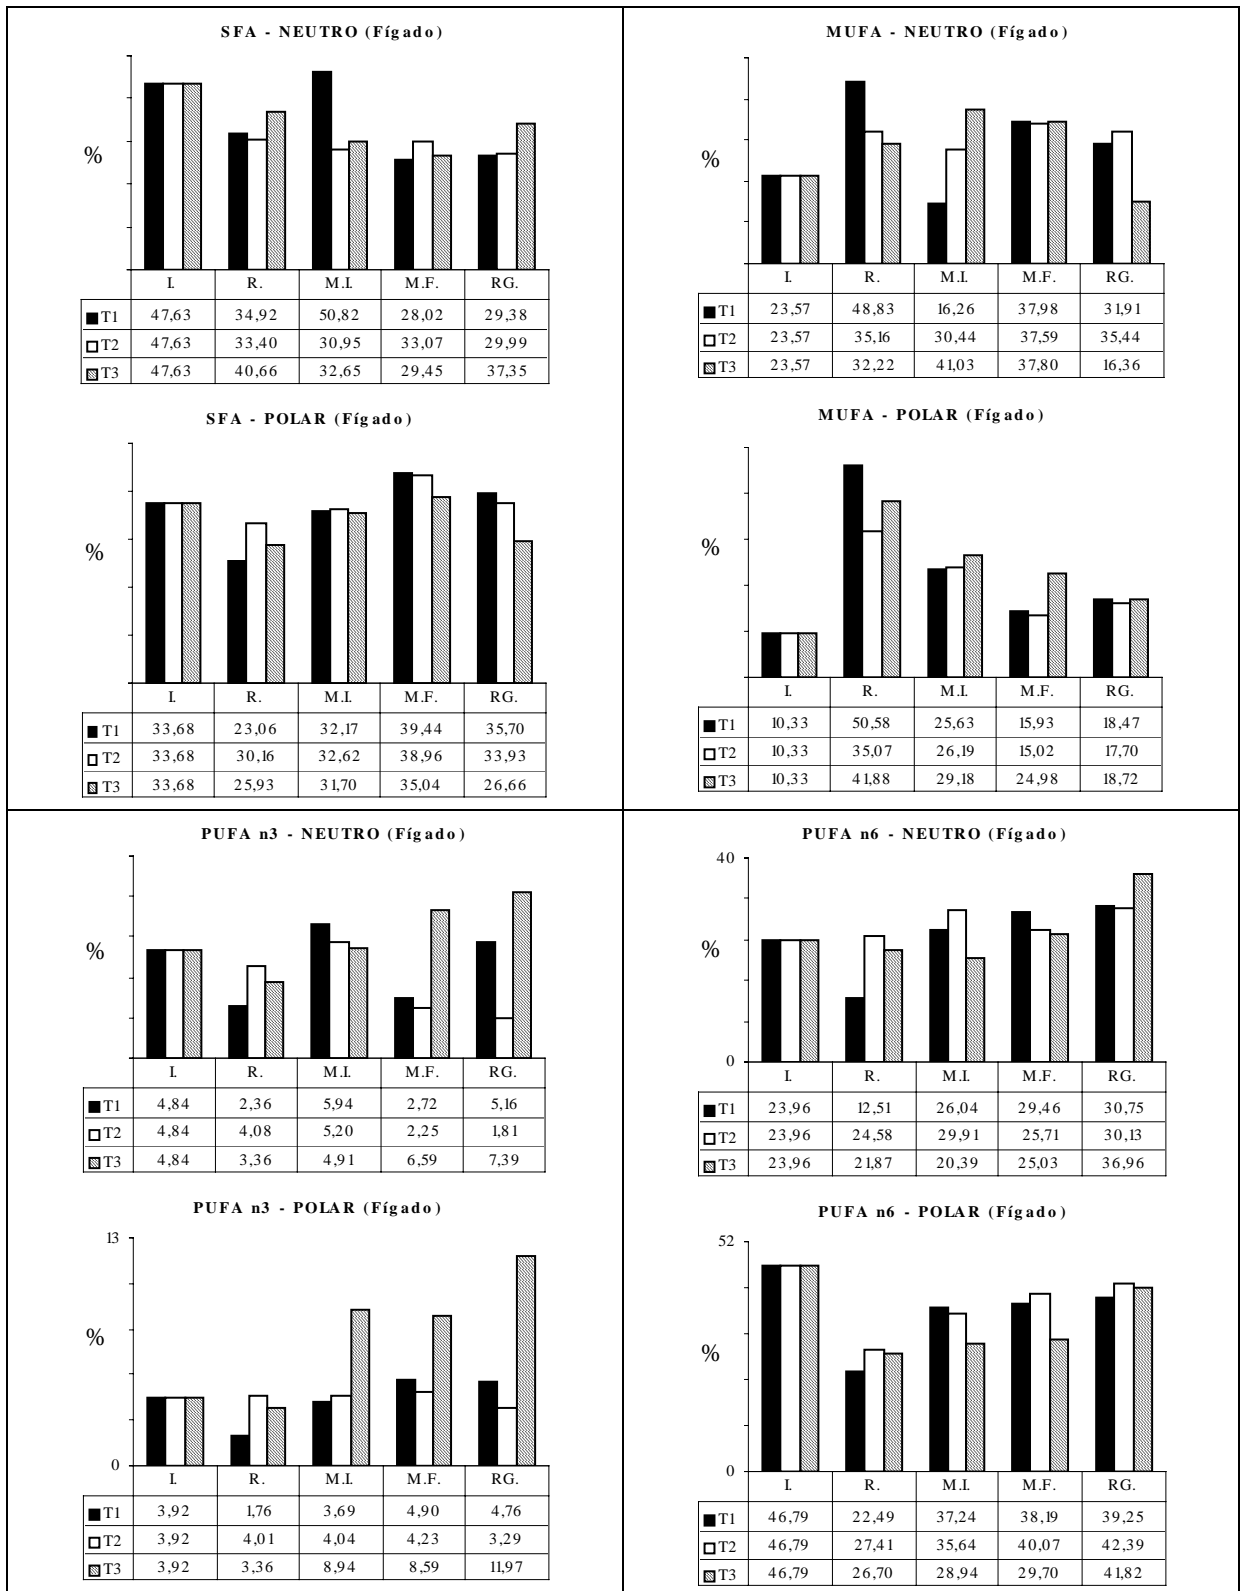 SFA - NEUTRO (Fígado)
%
I. R. M.I. M.F. RG.
T1 47,63 34,92 50,82 28,02 29,38
T2 47,63 33,40 30,95 33,07 29,99
T3 47,63 40,66 32,65 29,45 37,35
SFA - POLAR (Fígado)
%
I. R. M.I. M.F. RG.
T1 33,68 23,06 32,17 39,44 35,70
T2 33,68 30,16 32,62 38,96 33,93
T3 33,68 25,93 31,70 35,04 26,66
MUFA - NEUTRO (Fígado)
%
I. R. M.I. M.F. RG.
T1 23,57 48,83 16,26 37,98 31,91
T2 23,57 35,16 30,44 37,59 35,44
T3 23,57 32,22 41,03 37,80 16,36
MUFA - POLAR (Fígado)
%
I. R. M.I. M.F. RG.
T1 10,33 50,58 25,63 15,93 18,47
T2 10,33 35,07 26,19 15,02 17,70
T3 10,33 41,88 29,18 24,98 18,72
PUFA n3 - NEUTRO (Fígado)
%
I. R. M.I. M.F. RG.
T1 4,84 2,36 5,94 2,72 5,16
T2 4,84 4,08 5,20 2,25 1,81
T3 4,84 3,36 4,91 6,59 7,39
PUFA n3 - POLAR (Fígado)
13
%
0
I. R. M.I. M.F. RG.
T1 3,92 1,76 3,69 4,90 4,76
T2 3,92 4,01 4,04 4,23 3,29
T3 3,92 3,36 8,94 8,59 11,97
PUFA n6 - NEUTRO (Fígado)
40
%
0
I. R. M.I. M.F. RG.
T1 23,96 12,51 26,04 29,46 30,75
T2 23,96 24,58 29,91 25,71 30,13
T3 23,96 21,87 20,39 25,03 36,96
PUFA n6 - POLAR (Fígado)
52
%
0
I. R. M.I. M.F. RG.
T1 46,79 22,49 37,24 38,19 39,25
T2 46,79 27,41 35,64 40,07 42,39
T3 46,79 26,70 28,94 29,70 41,82